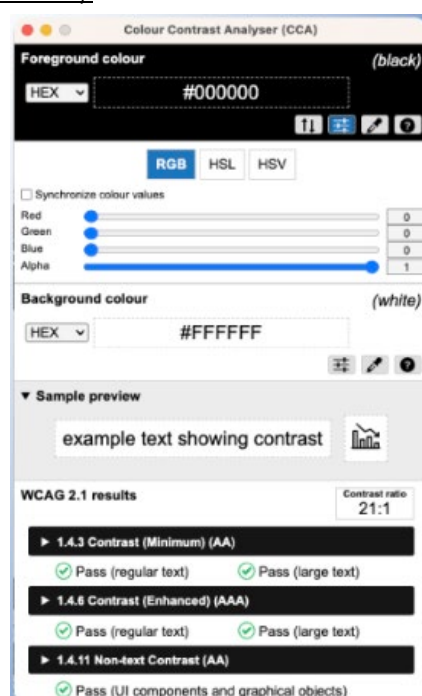 Colour Contrast Analyser (CCA)
Foreground colour (black)
HEX #000000
RGB HSL HSV
Synchronize colour values
Red 0
Green 0
Blue 0
Alpha 1
Background colour (white)
HEX #FFFFFF
▼ Sample preview
example text showing contrast
WCAG 2.1 results
Contrast ratio
21:1
► 1.4.3 Contrast (Minimum) (AA)
Pass (regular text) Pass (large text)
► 1.4.6 Contrast (Enhanced) (AAA)
Pass (regular text) Pass (large text)
► 1.4.11 Non-text Contrast (AA)
Pass (UI components and graphical objects)